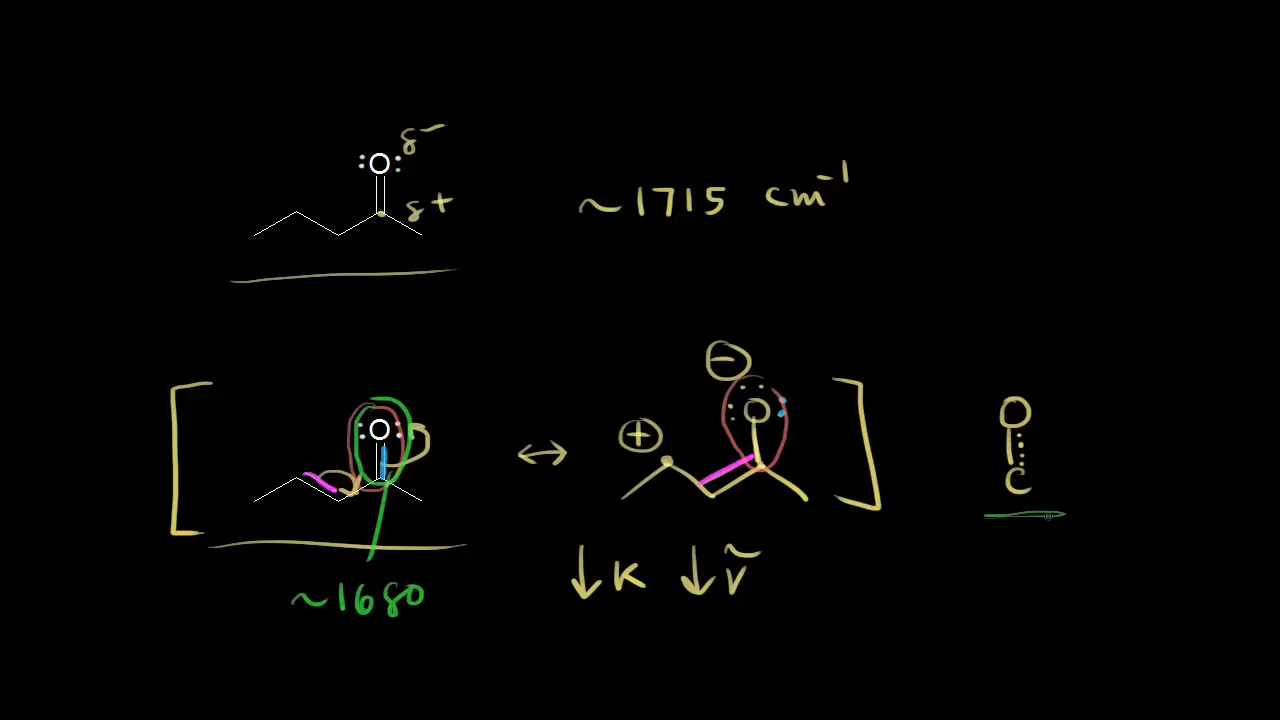 :O: δ-
δ+
~1715 cm-1
:O:
↔
-
+
O
O
C
~1680
↓k ↓ṽ